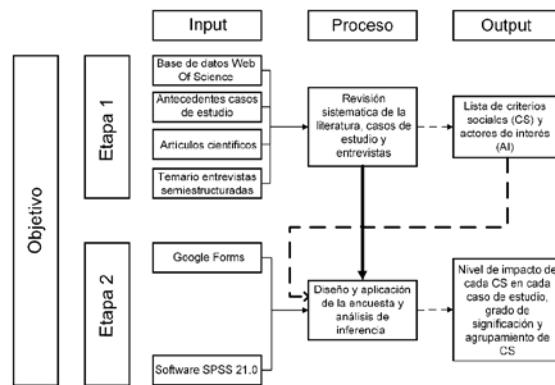 Input
Proceso
Output
Objetivo
Etapa 1
Base de datos Web
Of Science
Antecedentes casos
de estudio
Artículos científicos
Temario entrevistas
semiestructuradas
Revisión
sistematica de la
literatura, casos de
estudio y
entrevistas
Lista de criterios
sociales (CS) y
actores de interés (AI)
Etapa 2
Google Forms
Software SPSS 21.0
Diseño y aplicación
de la encuesta y
análisis de
inferencia
Nivel de impacto de
cada CS en cada
caso de estudio,
grado de
significación y
agrupamiento de
CS